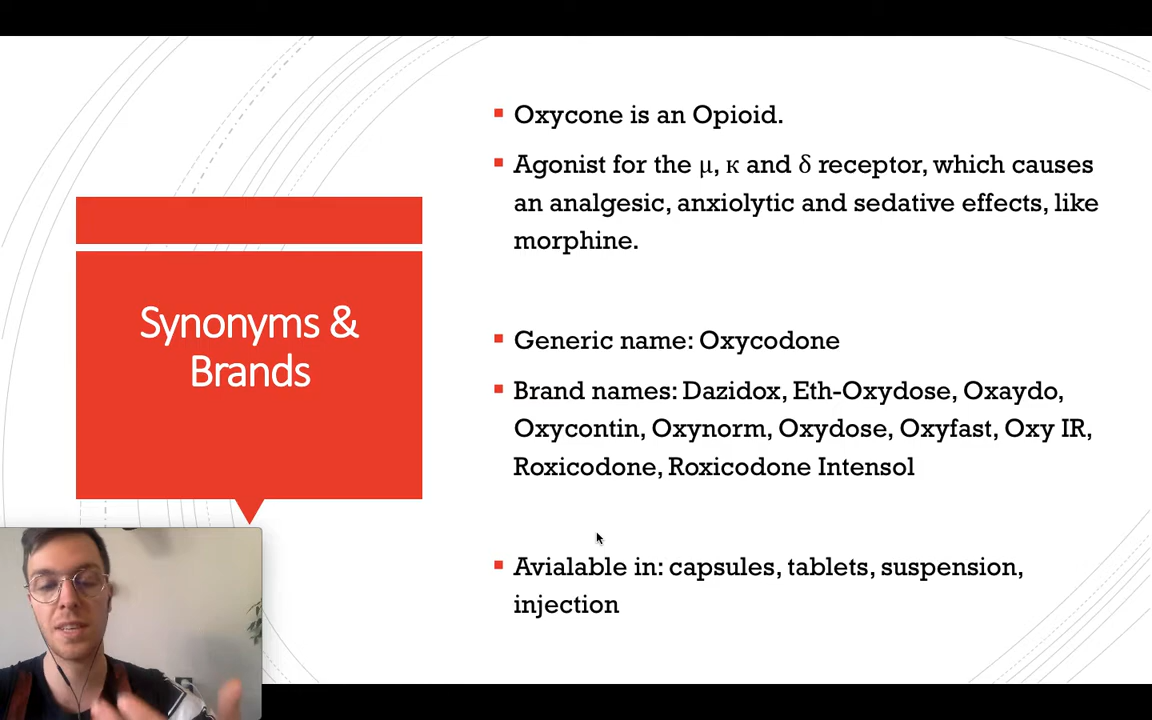 Synonyms &
Brands
Oxycone is an Opioid.
Agonist for the μ, κ and δ receptor, which causes
an analgesic, anxiolytic and sedative effects, like
morphine.
Generic name: Oxycodone
Brand names: Dazidox, Eth-Oxydose, Oxaydo,
Oxycontin, Oxynorm, Oxydose, Oxyfast, Oxy IR,
Roxicodone, Roxicodone Intensol
Avialable in: capsules, tablets, suspension,
injection